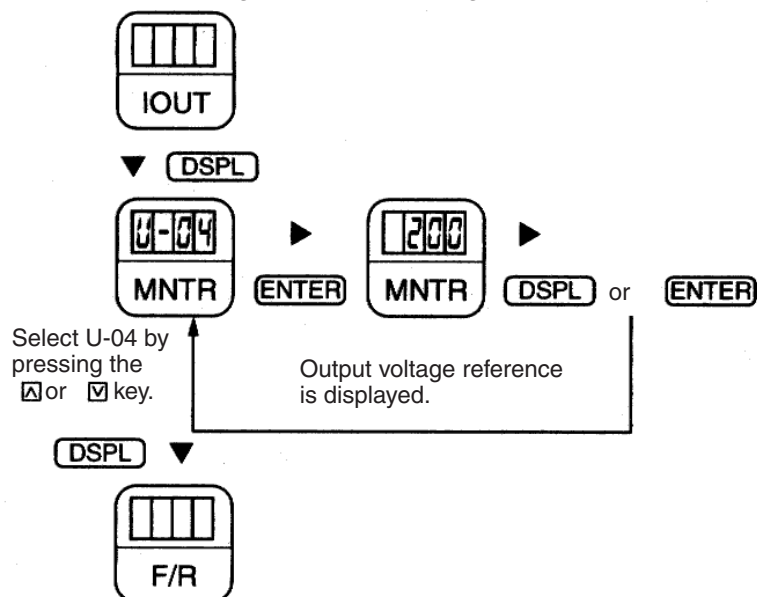 IOUT
DSPL
U-04
200
MNTR
ENTER
MNTR
DSPL or ENTER
Select U-04 by
pressing the
∧ or ∨ key.
Output voltage reference
is displayed.
DSPL
F/R